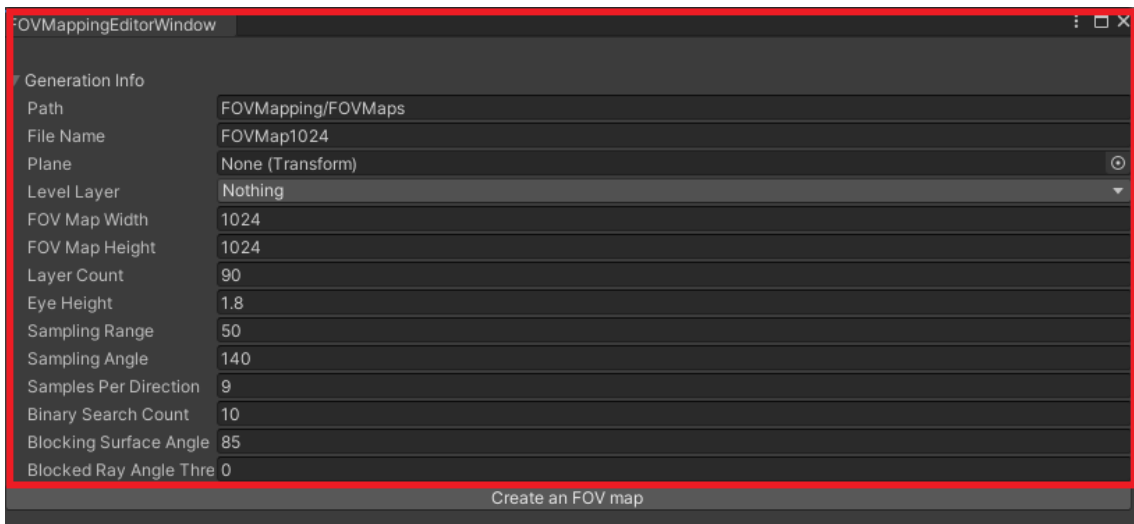 FOVMappingEditorWindow
Generation Info
Path FOVMapping/FOVMaps
File Name FOVMap1024
Plane None (Transform)
Level Layer Nothing
FOV Map Width 1024
FOV Map Height 1024
Layer Count 90
Eye Height 1.8
Sampling Range 50
Sampling Angle 140
Samples Per Direction 9
Binary Search Count 10
Blocking Surface Angle 85
Blocked Ray Angle Thre 0
Create an FOV map